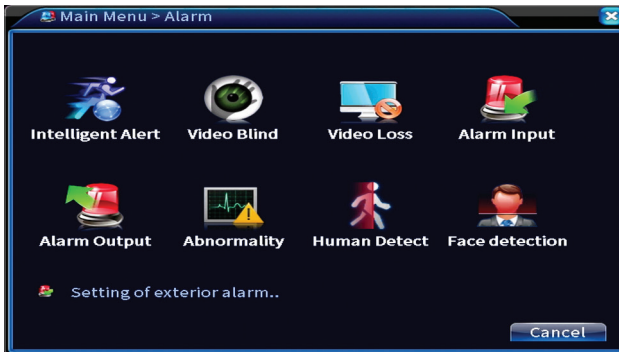 Main Menu > Alarm
Intelligent Alert Video Blind Video Loss Alarm Input
Alarm Output Abnormality Human Detect Face detection
Setting of exterior alarm..
Cancel